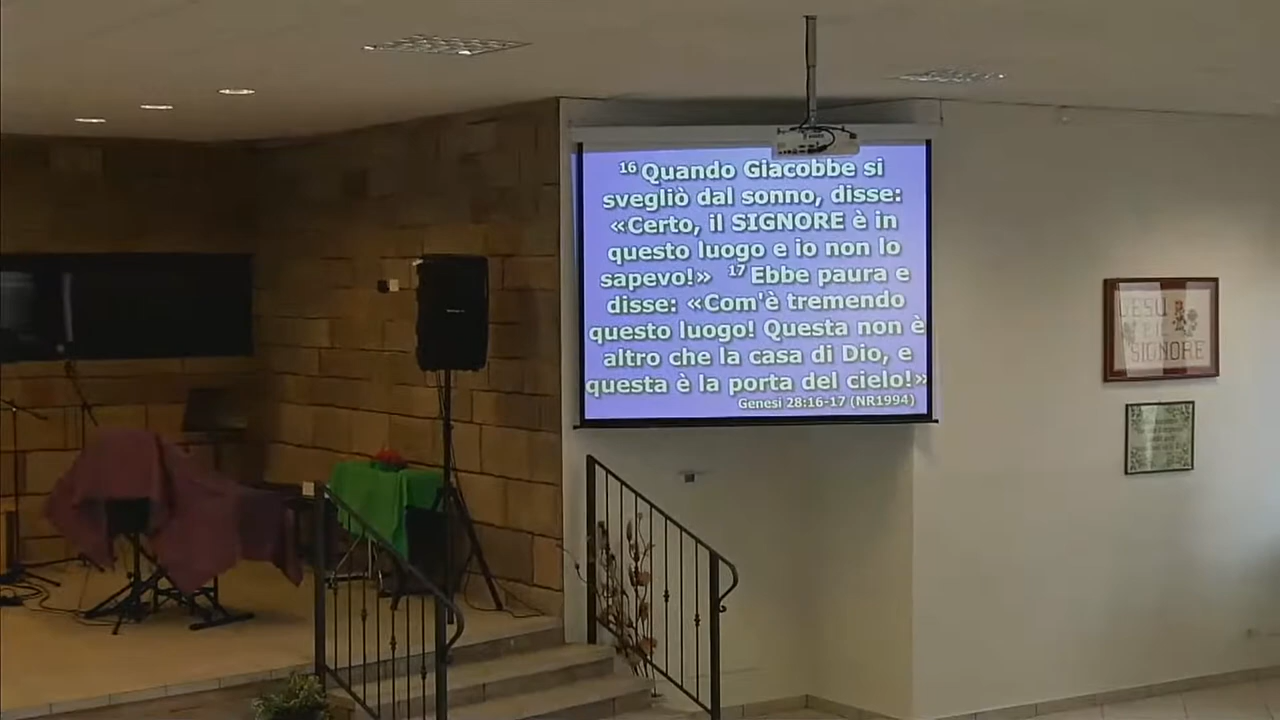 16 Quando Giacobbe si
svegliò dal sonno, disse:
«Certo, il SIGNORE è in
questo luogo e io non lo
sapevo!» 17 Ebbe paura e
disse: «Com'è tremendo
questo luogo! Questa non è
altro che la casa di Dio, e
questa è la porta del cielo!»
Genesi 28:16-17 (NR1994)
GESU
E IL
SIGNORE